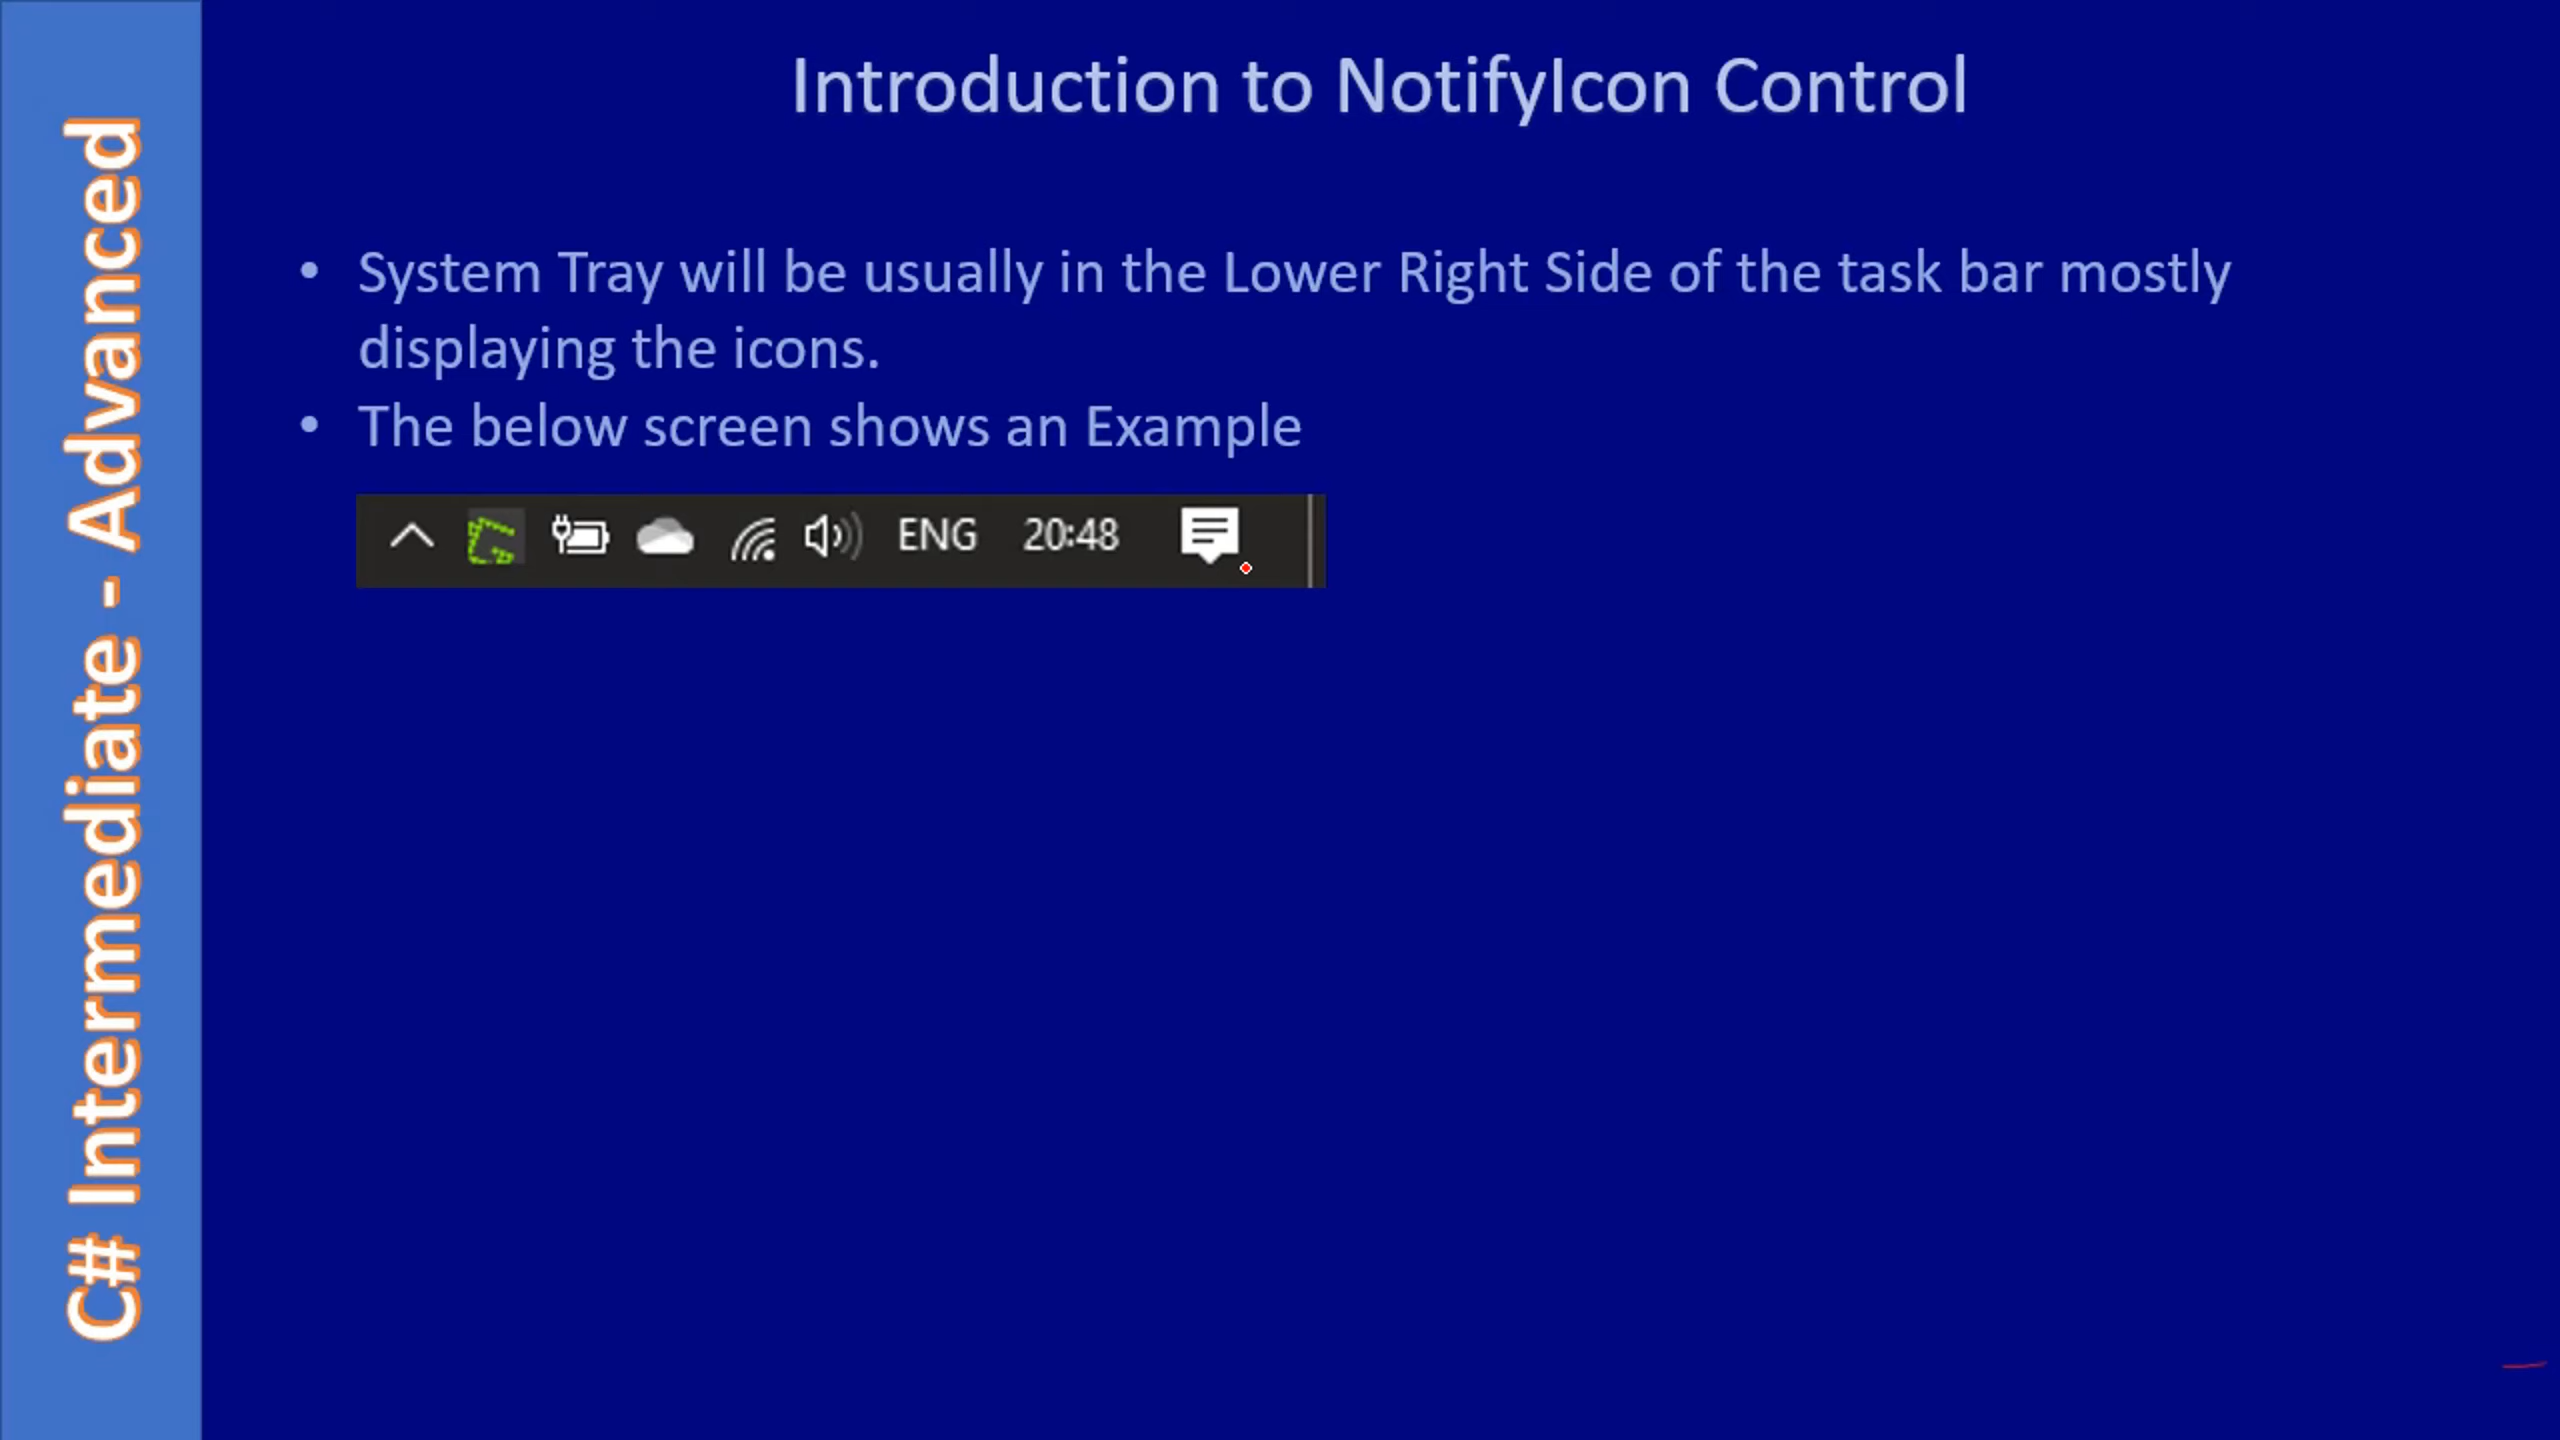 Introduction to NotifyIcon Control
• System Tray will be usually in the Lower Right Side of the task bar mostly
displaying the icons.
• The below screen shows an Example
ENG 20:48
C# Intermediate - Advanced